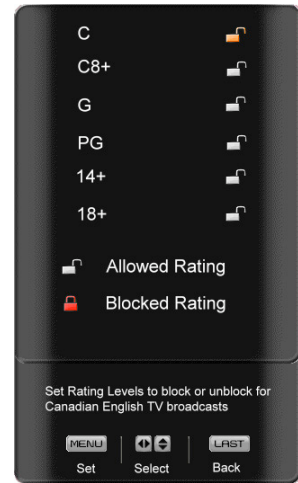 C
C8+
G
PG
14+
18+
Allowed Rating
Blocked Rating
Set Rating Levels to block or unblock for
Canadian English TV broadcasts
MENU LAST
Set Select Back